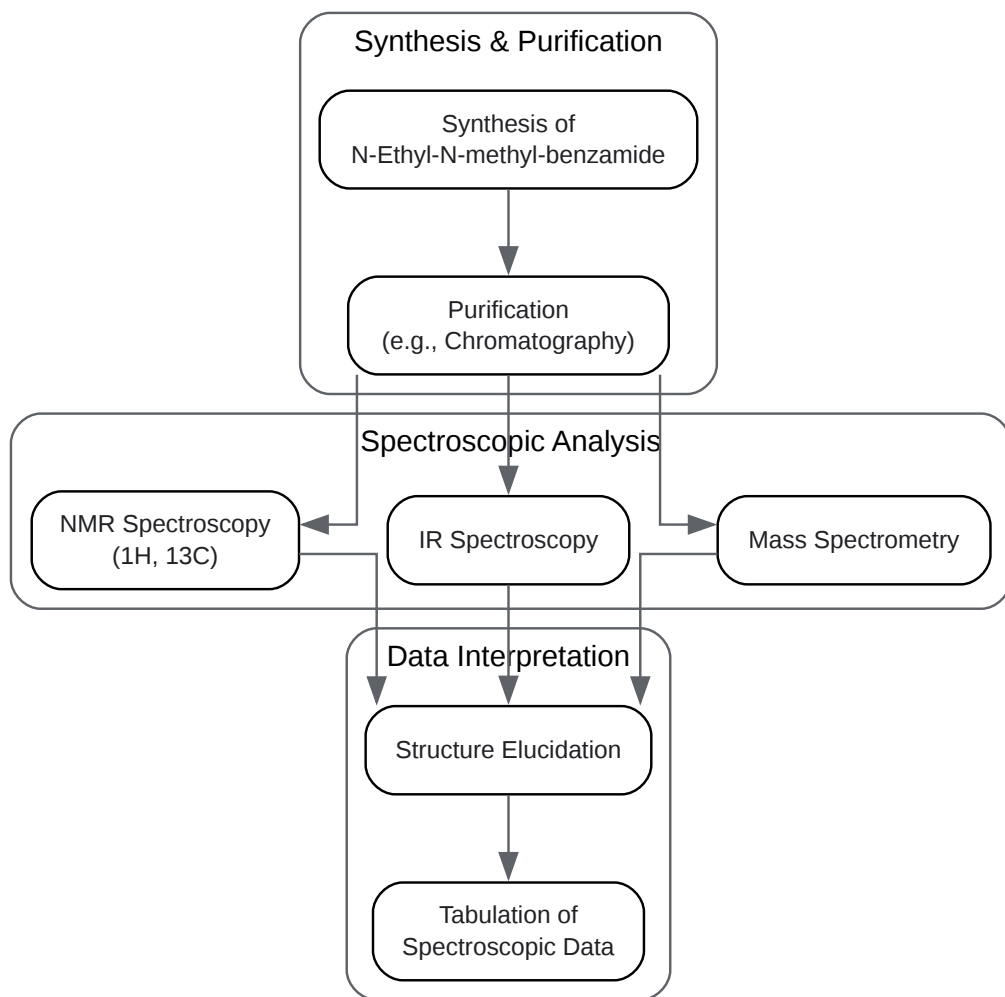 Synthesis & Purification
Synthesis of
N-Ethyl-N-methyl-benzamide
Purification
(e.g., Chromatography)
Spectroscopic Analysis
NMR Spectroscopy
(1H, 13C)
IR Spectroscopy
Mass Spectrometry
Data Interpretation
Structure Elucidation
Tabulation of
Spectroscopic Data